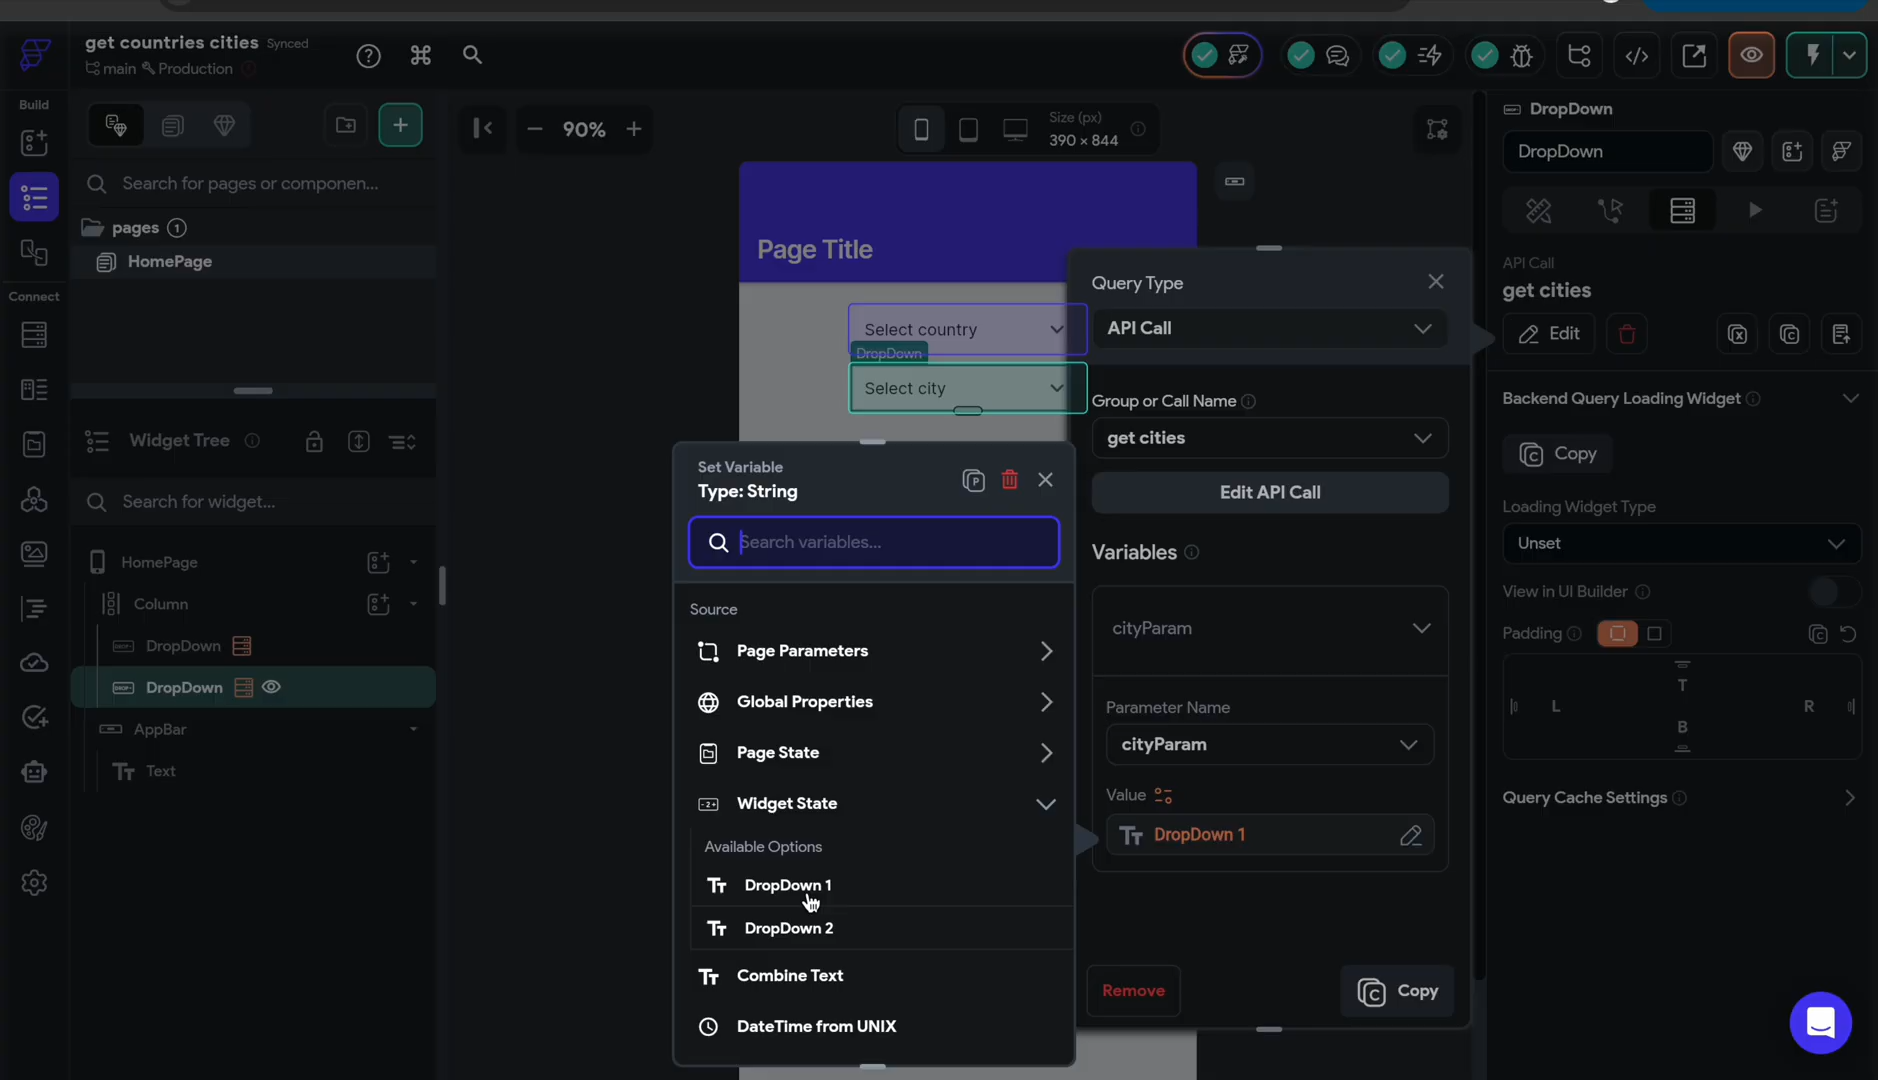 get countries cities Synced
main Production
Build
Connect
90%
Size (px)
390 × 844
Search for pages or componen...
pages 1
HomePage
Widget Tree
Search for widget...
HomePage
Column
DropDown
DropDown
AppBar
Text
Page Title
Select country
DropDown
Select city
Set Variable
Type: String
Search variables...
Source
Page Parameters
Global Properties
Page State
Widget State
Available Options
DropDown 1
DropDown 2
Combine Text
DateTime from UNIX
Query Type
API Call
Group or Call Name
get cities
Edit API Call
Variables
cityParam
Parameter Name
cityParam
Value
DropDown 1
Remove
Copy
DropDown
DropDown
API Call
get cities
Edit
Backend Query Loading Widget
Copy
Loading Widget Type
Unset
View in UI Builder
Padding
T
L
R
B
Query Cache Settings